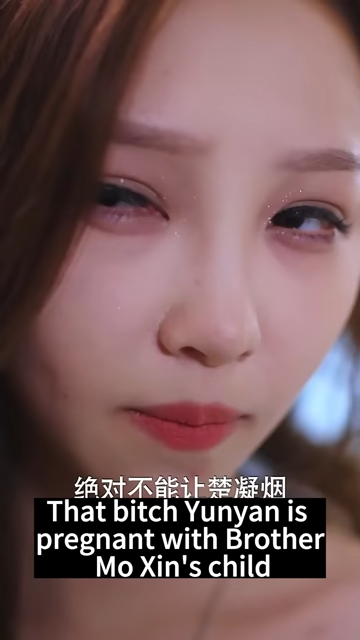 绝对不能让楚凝烟
That bitch Yunyan is
pregnant with Brother
Mo Xin's child